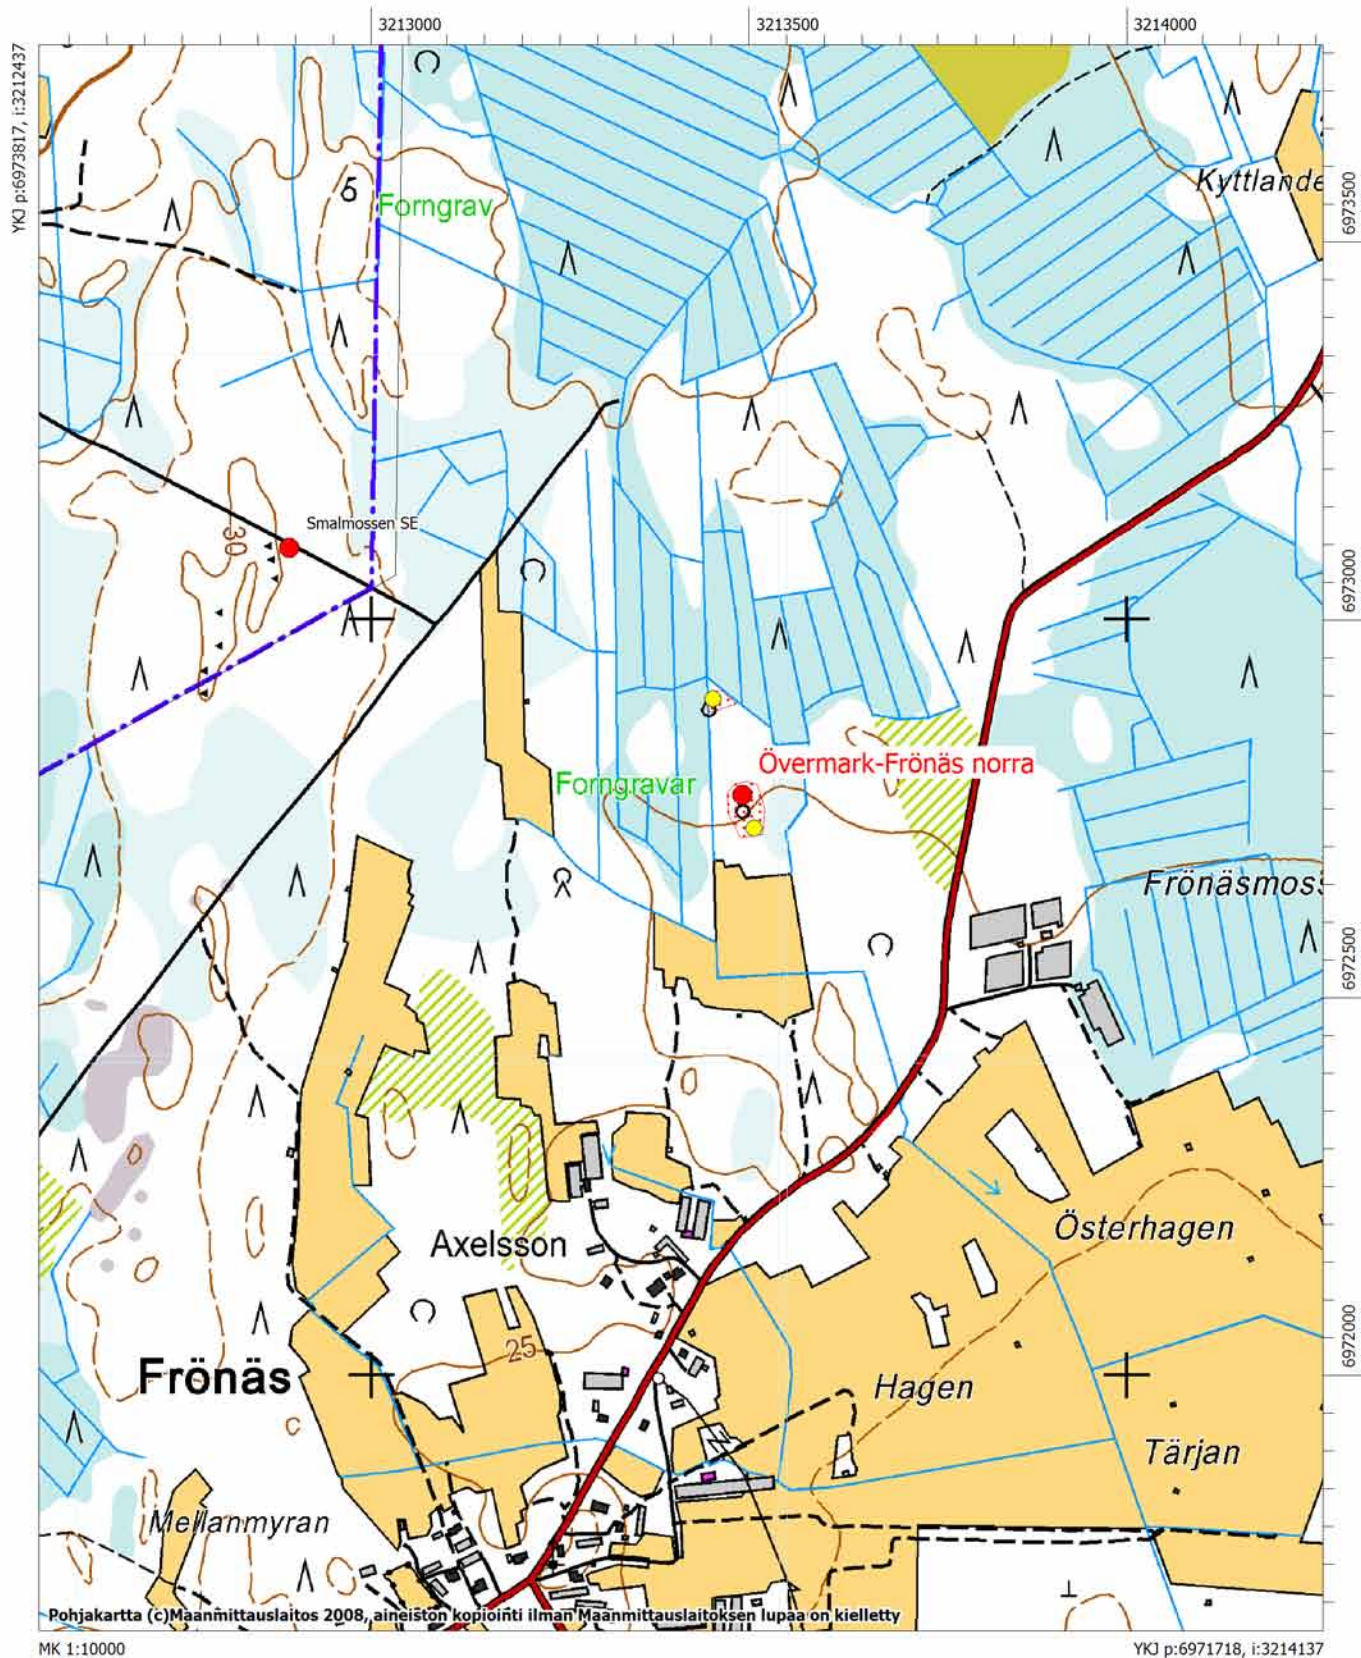 3213000
3213500
3214000
YKJ p:6973817, i:3212437
Kyttlande
6973500
6
Forngrav
Smalmossen SE
30
6973000
Övermark-Frönäs norra
Forngravar
Frönäsmoss
6972500
Axelsson
Österhagen
25
6972000
Frönäs
Hagen
Tärjan
Mellanmyran
Pohjakartta (c)Maanmittauslaitos 2008, aineiston kopiointi ilman Maanmittauslaitoksen lupaa on kielletty
MK 1:10000
YKJ p:6971718, i:3214137